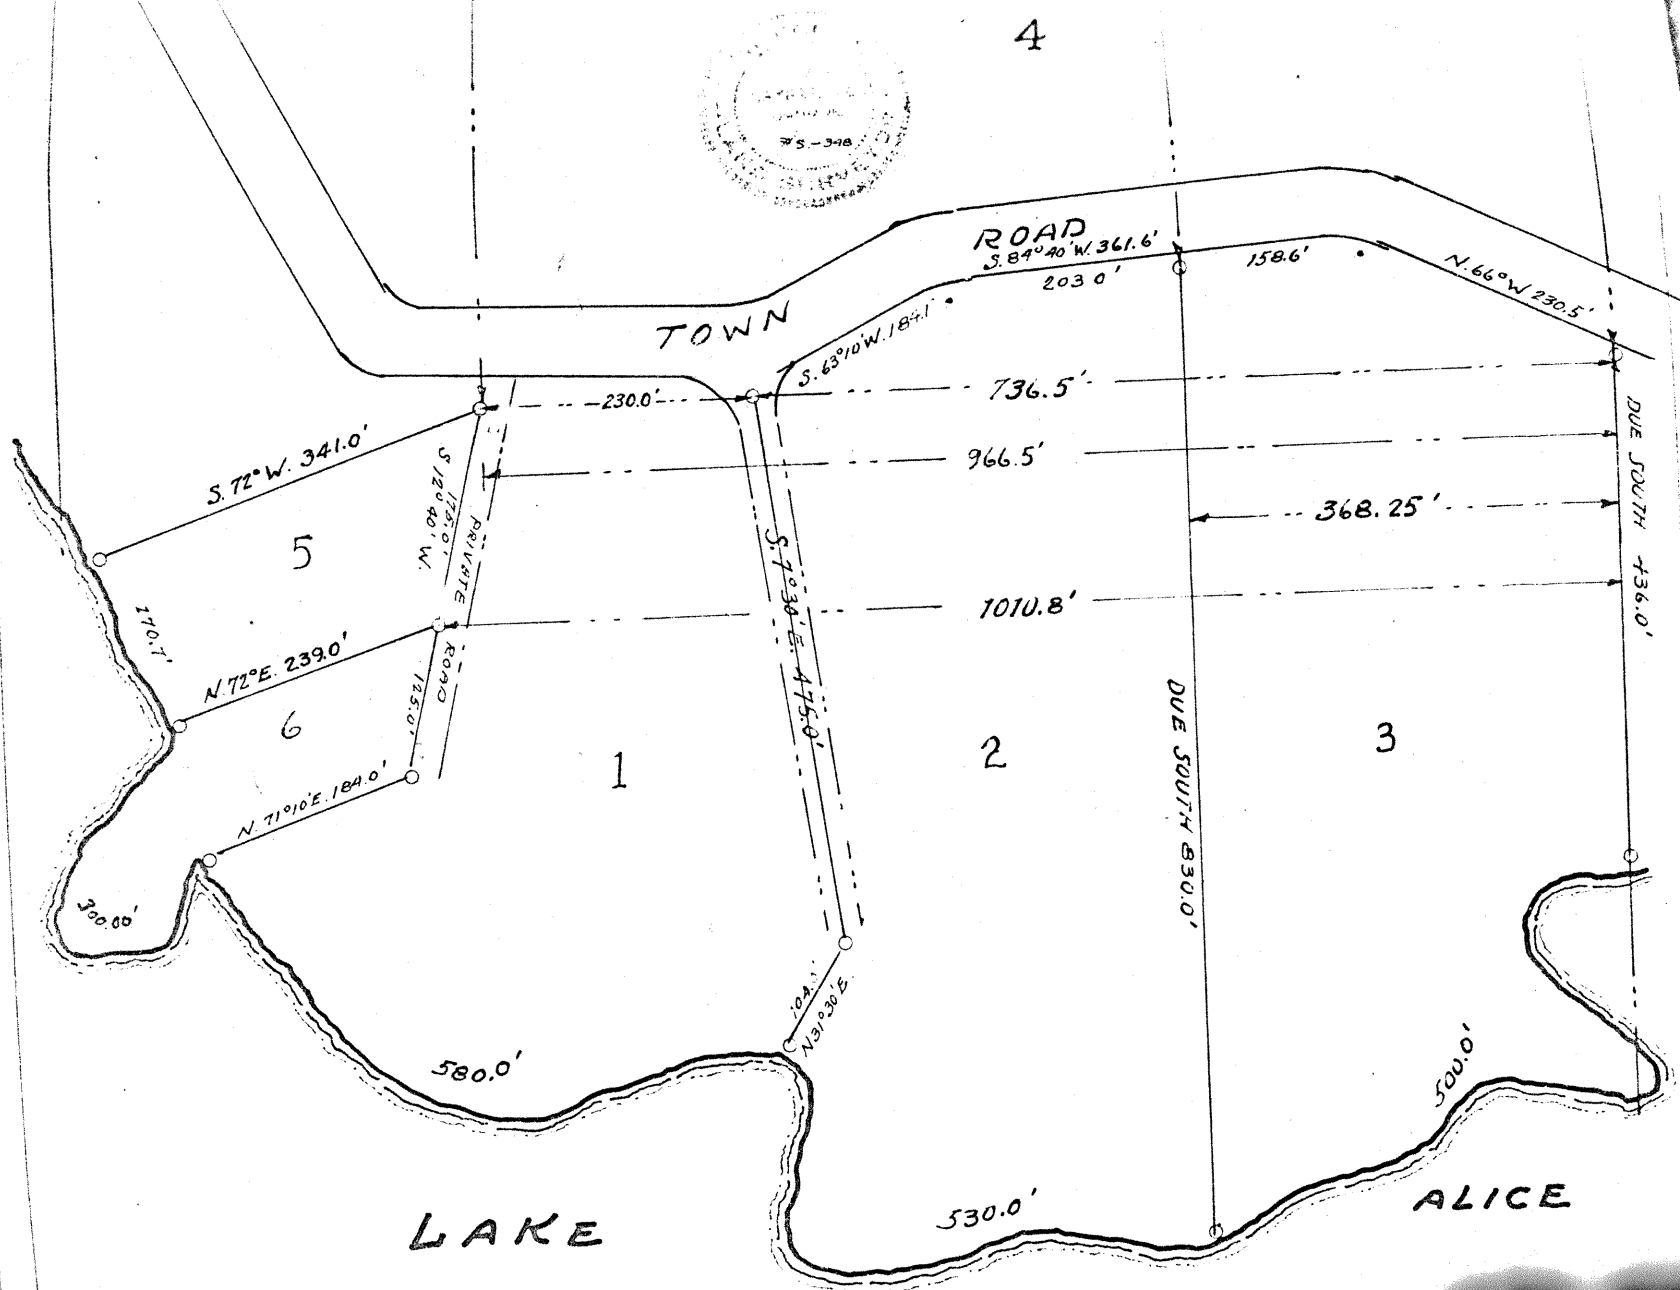 4
S.-348
ROAD
S. 84° 40' W. 361.6'
203 0'
158.6'
N. 66° W 230.5'
TOWN
S. 63°10' W. 184.1'
230.0'
736.5'
966.5'
368.25'
1010.8'
S. 72° W. 341.0'
S 12° 40' W.
175.0'
PRIVATE ROAD
5
170.7'
N. 72° E. 239.0'
6
125.0'
N. 71°10' E. 184.0'
300.00'
1
S. 7° 30' E. 475.0'
2
DUE SOUTH 830.0'
3
DUE SOUTH 436.0'
N 31° 30' E
580.0'
530.0'
500.0'
LAKE
ALICE